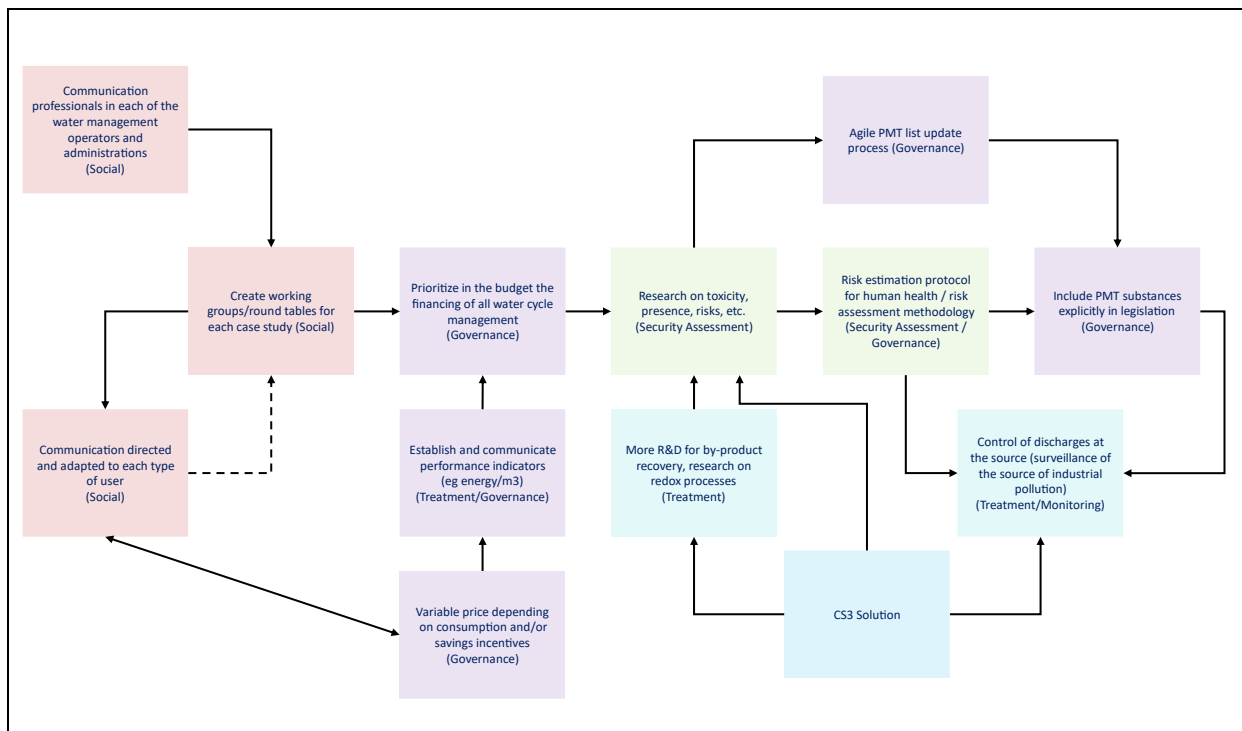 Communication
professionals in each of the
water management
operators and
administrations
(Social)
Agile PMT list update
process (Governance)
Create working
groups/round tables for
each case study (Social)
Prioritize in the budget the
financing of all water cycle
management
(Governance)
Research on toxicity,
presence, risks, etc.
(Security Assessment)
Risk estimation protocol
for human health / risk
assessment methodology
(Security Assessment /
Governance)
Include PMT substances
explicitly in legislation
(Governance)
Communication directed
and adapted to each type
of user
(Social)
Establish and communicate
performance indicators
(eg energy/m3)
(Treatment/Governance)
More R&D for by-product
recovery, research on
redox processes
(Treatment)
Control of discharges at
the source (surveillance of
the source of industrial
pollution)
(Treatment/Monitoring)
Variable price depending
on consumption and/or
savings incentives
(Governance)
CS3 Solution